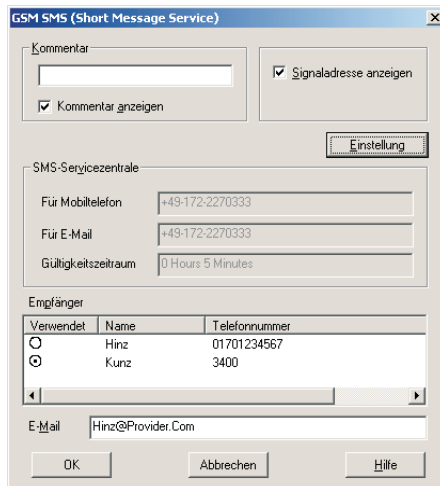 GSM SMS (Short Message Service)
Kommentar
Kommentar anzeigen
Signaladresse anzeigen
Einstellung
SMS-Servicezentrale
Für Mobiltelefon +49-172-2270333
Für E-Mail +49-172-2270333
Gültigkeitszeitraum 0 Hours 5 Minutes
Empfänger
Verwendet Name Telefonnummer
Hinz 01701234567
Kunz 3400
E-Mail Hinz@Provider.Com
OK Abbrechen Hilfe